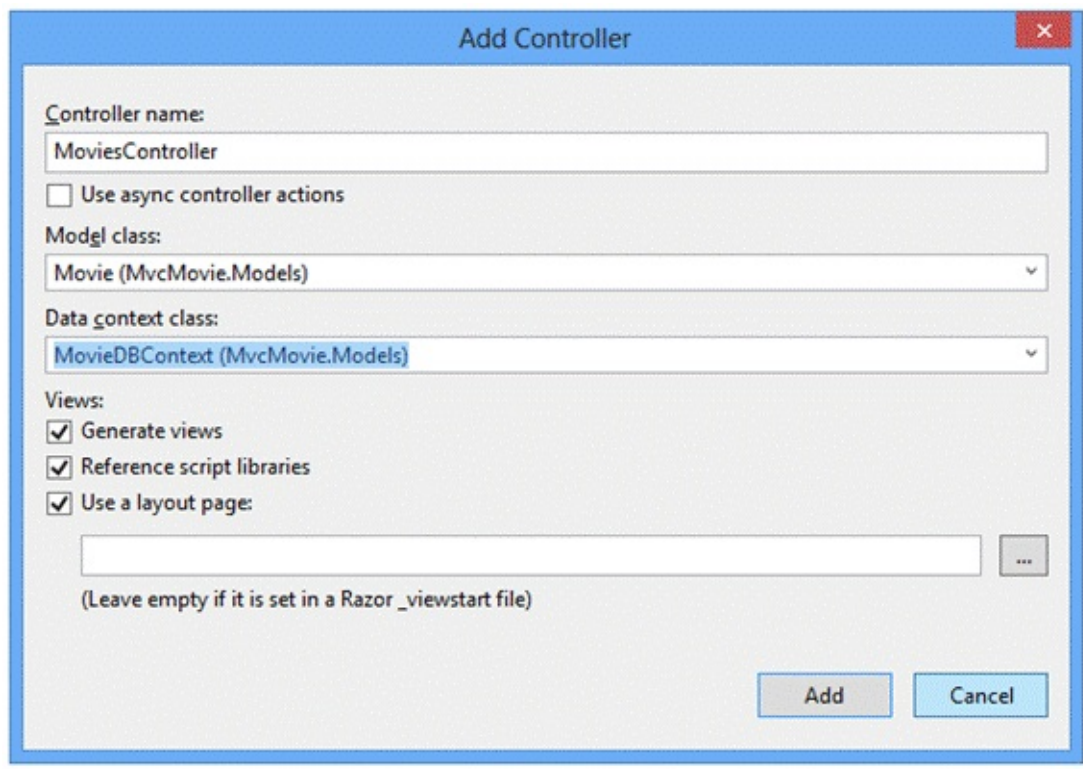 Add Controller
Controller name:
MoviesController
Use async controller actions
Model class:
Movie (MvcMovie.Models)
Data context class:
MovieDBContext (MvcMovie.Models)
Views:
Generate views
Reference script libraries
Use a layout page:
...
(Leave empty if it is set in a Razor _viewstart file)
Add Cancel